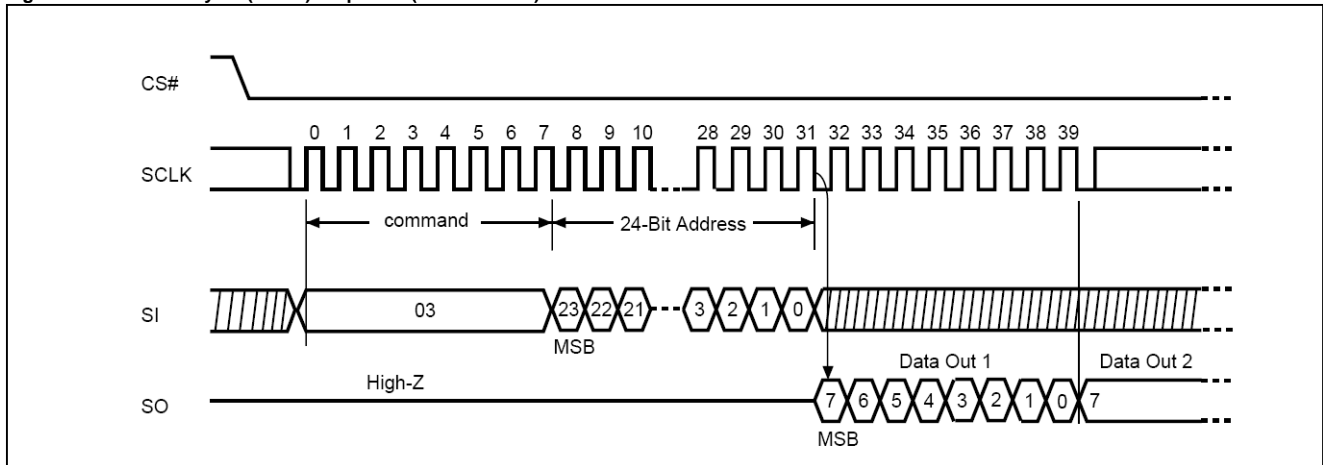 CS#
0 1 2 3 4 5 6 7 8 9 10 28 29 30 31 32 33 34 35 36 37 38 39
SCLK
command
24-Bit Address
SI
03
23 22 21 3 2 1 0
MSB
Data Out 1
Data Out 2
High-Z
SO
7 6 5 4 3 2 1 0 7
MSB